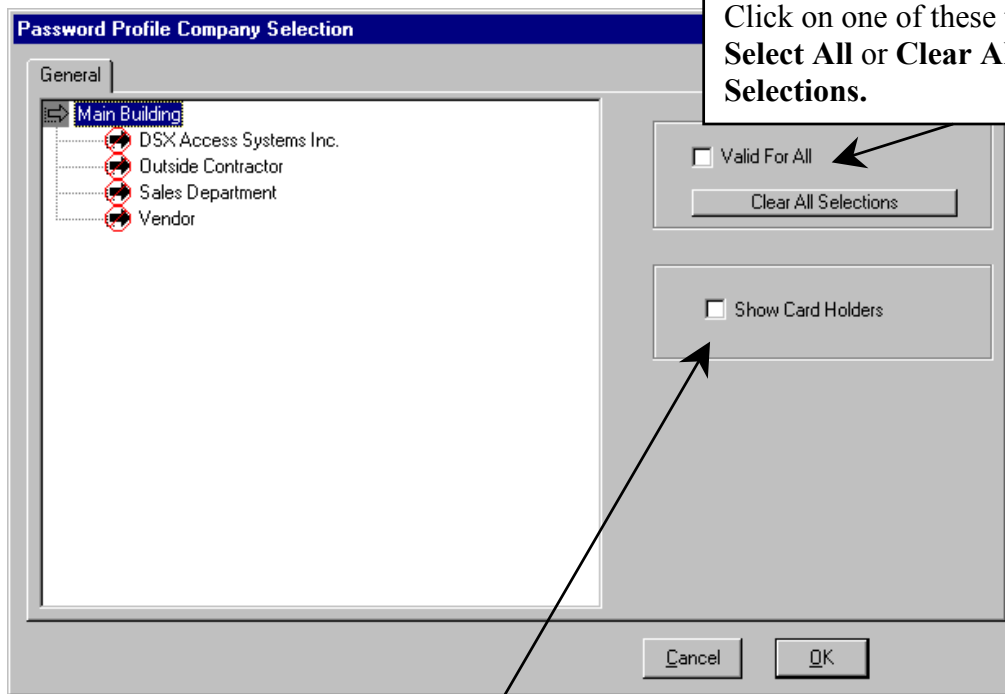 Click on one of these
Select All or Clear
Selections.
Password Profile Company Selection
General
Main Building
DSX Access Systems Inc.
Outside Contractor
Sales Department
Vendor
Valid For All
Clear All Selections
Show Card Holders
Cancel
OK